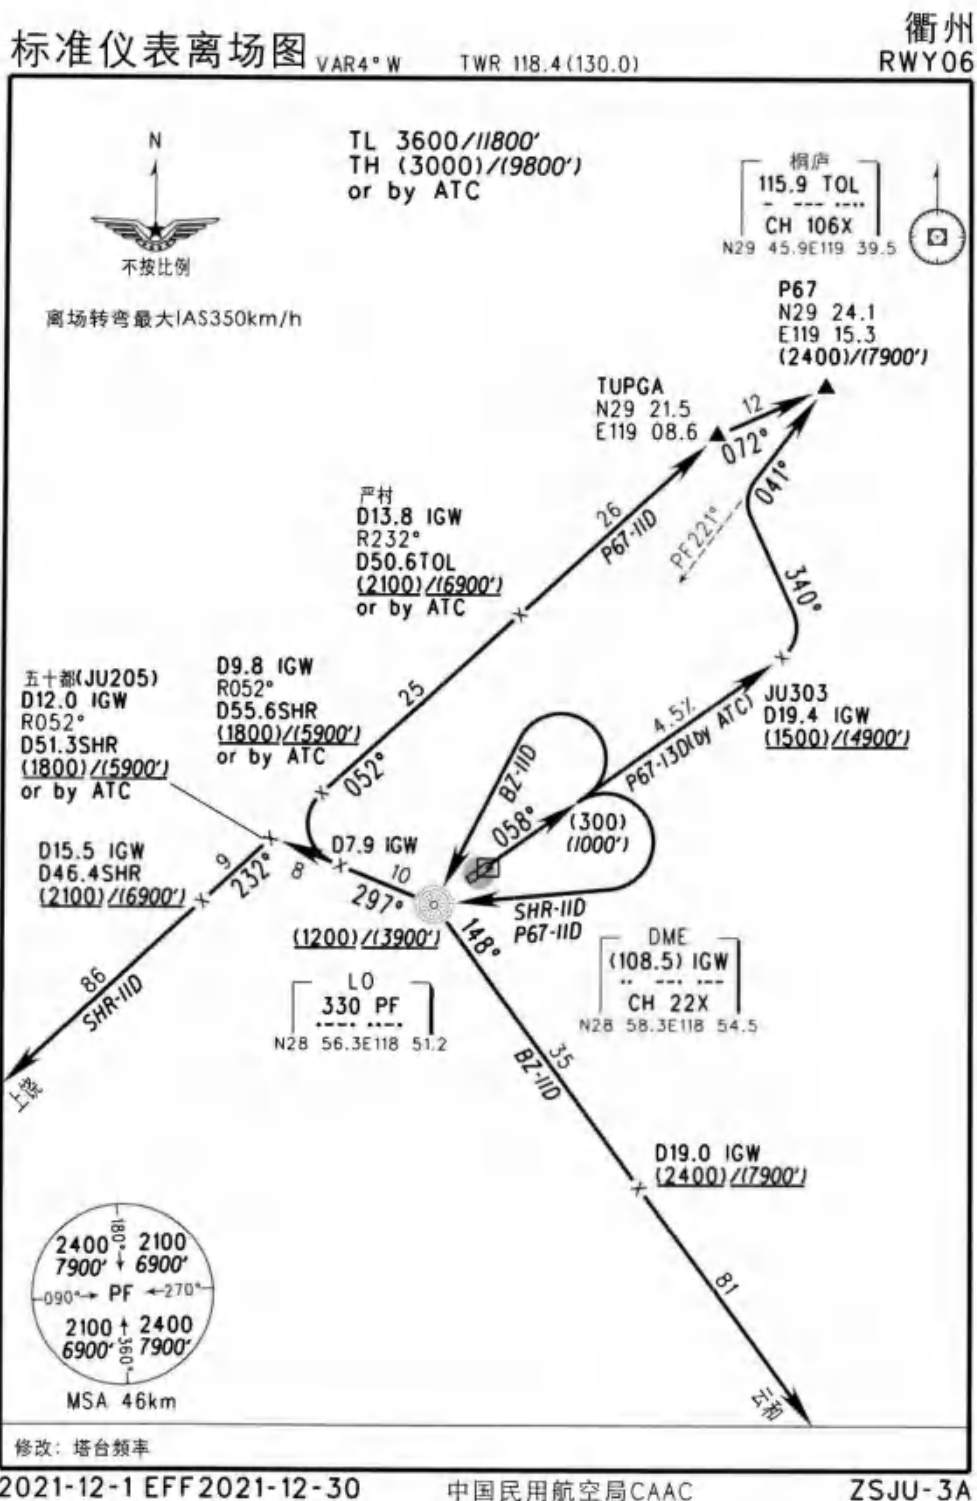 标准仪表离场图 VAR4°W TWR 118.4(130.0)
衢州
RWY06
N
不按比例
离场转弯最大IAS350km/h
TL 3600/11800'
TH (3000)/(9800')
or by ATC
桐庐
115.9 TOL
- --- ·-··
CH 106X
N29 45.9E119 39.5
P67
N29 24.1
E119 15.3
(2400)/(7900')
TUPGA
N29 21.5
E119 08.6
12
072°
041°
PF221°
340°
26
P67-11D
严村
D13.8 IGW
R232°
D50.6TOL
(2100)/(6900')
or by ATC
25
052°
五十都(JU205)
D12.0 IGW
R052°
D51.3SHR
(1800)/(5900')
or by ATC
D9.8 IGW
R052°
D55.6SHR
(1800)/(5900')
or by ATC
JU303
D19.4 IGW
(1500)/(4900')
4.5%
P67-13D(by ATC)
BZ-11D
058°
(300)
(1000')
D15.5 IGW
D46.4SHR
(2100)/(6900')
9
232°
8
D7.9 IGW
10
297°
(1200)/(3900')
SHR-11D
P67-11D
148°
LO
330 PF
·--· ··-·
N28 56.3E118 51.2
DME
(108.5) IGW
·· --· ·--
CH 22X
N28 58.3E118 54.5
86
SHR-11D
上饶
35
BZ-11D
D19.0 IGW
(2400)/(7900')
81
云和
2400 180° 2100
7900' 6900'
090° PF 270°
2100 2400
6900' 360° 7900'
MSA 46km
修改: 塔台频率
2021-12-1 EFF2021-12-30 中国民用航空局CAAC ZSJU-3A